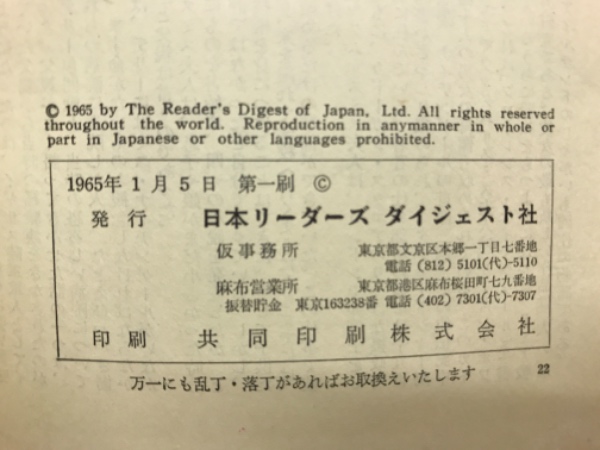 © 1965 by The Reader's Digest of Japan, Ltd. All rights reserved
throughout the world. Reproduction in anymanner in whole or
part in Japanese or other languages prohibited.
1965年1月5日 第一刷 ©
発行 日本リーダーズ ダイジェスト社
仮事務所 東京都文京区本郷一丁目七番地
電話 (812) 5101(代)-5110
麻布営業所 東京都港区麻布桜田町七九番地
振替貯金 東京163238番 電話 (402) 7301(代)-7307
印刷 共同印刷株式会社
万一にも乱丁・落丁があればお取換えいたします 22